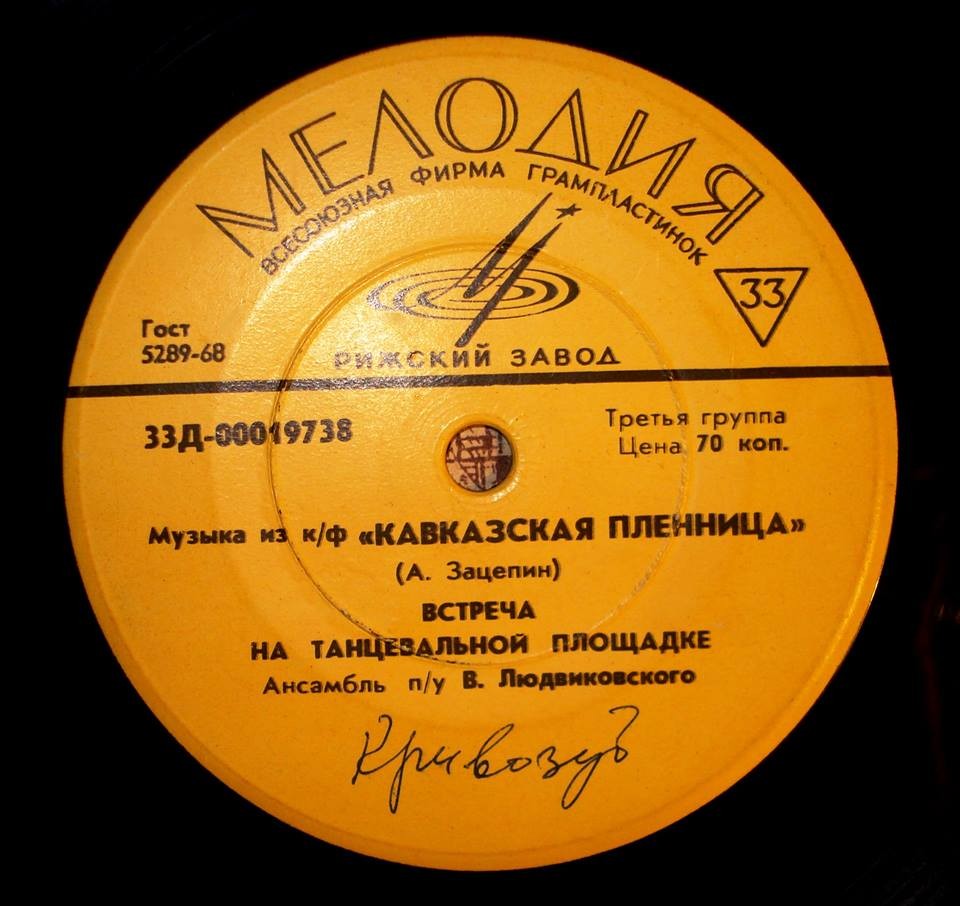 МЕЛОДИЯ
ВСЕСОЮЗНАЯ ФИРМА ГРАМПЛАСТИНОК
33
Гост
5289-68
РИЖСКИЙ ЗАВОД
33Д-00019738
Третья группа
Цена 70 коп.
Музыка из к/ф «КАВКАЗСКАЯ ПЛЕННИЦА»
(А. Зацепин)
ВСТРЕЧА
НА ТАНЦЕВАЛЬНОЙ ПЛОЩАДКЕ
Ансамбль п/у В. Людвиковского
Кривозуб